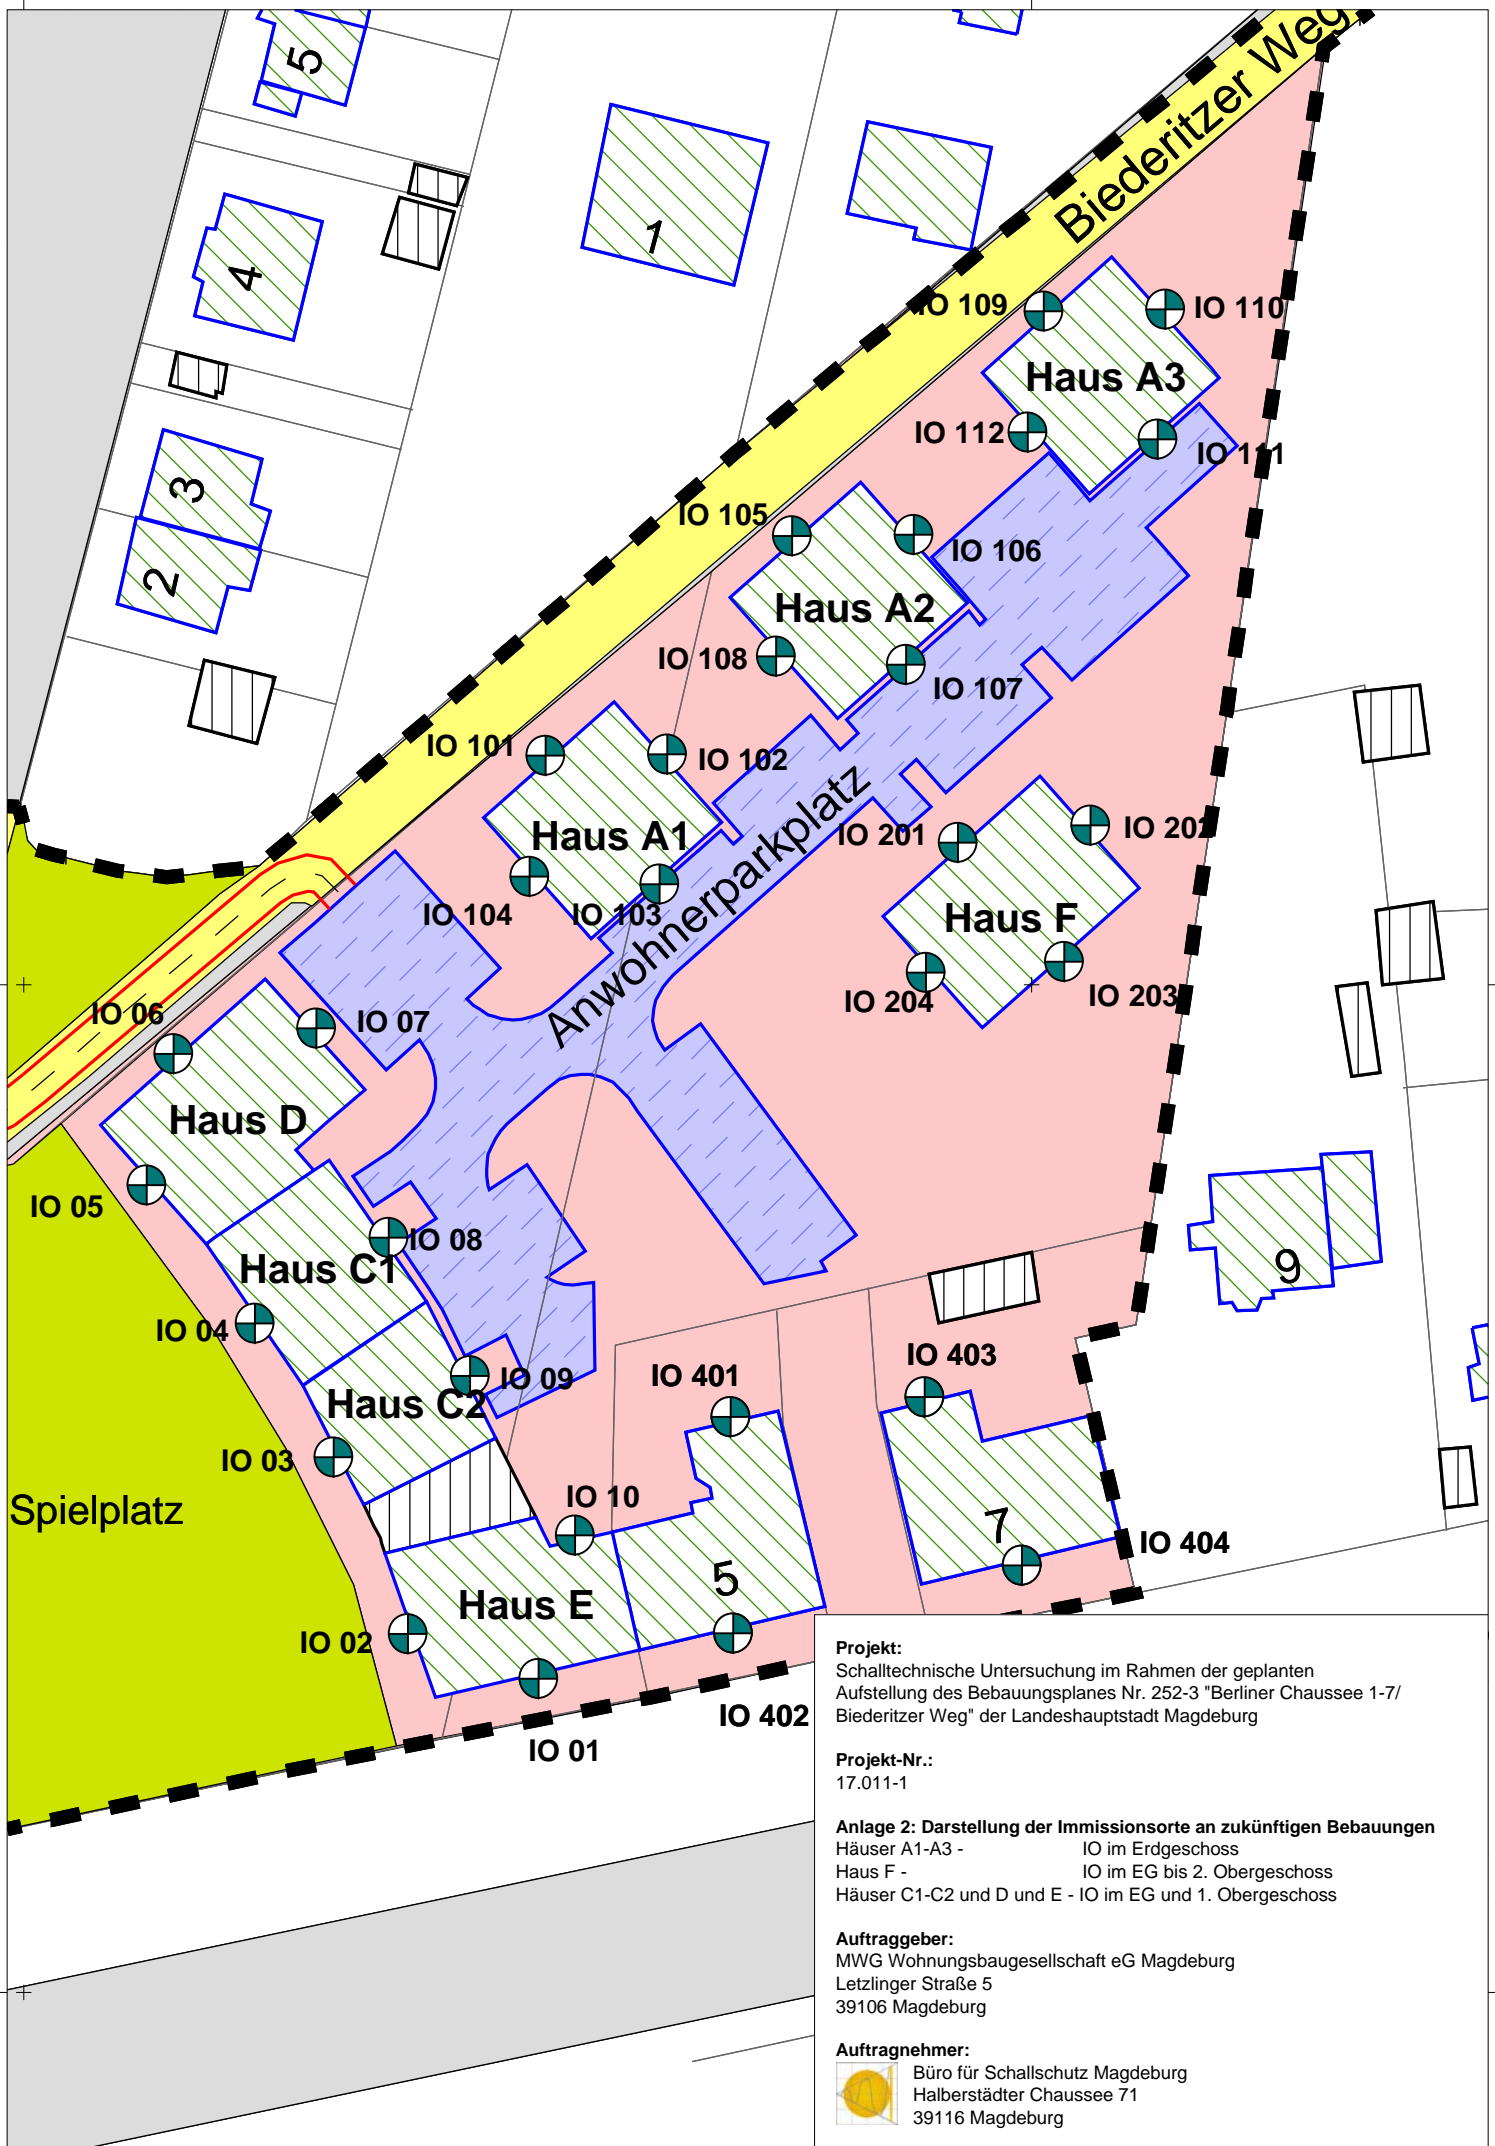 Biederitzer Weg
5
1
4
IO 109
IO 110
Haus A3
IO 112
IO 111
3
IO 105
IO 106
2
Haus A2
IO 108
IO 107
IO 101
IO 102
Haus A1
IO 201
IO 202
IO 104
IO 103
Haus F
Anwohnerparkplatz
IO 204
IO 203
IO 06
IO 07
Haus D
IO 05
IO 08
Haus C1
9
IO 04
IO 403
IO 401
IO 09
Haus C2
IO 03
Spielplatz
IO 10
7
IO 404
5
Haus E
IO 02
IO 402
IO 01
Projekt:
Schalltechnische Untersuchung im Rahmen der geplanten
Aufstellung des Bebauungsplanes Nr. 252-3 "Berliner Chaussee 1-7/
Biederitzer Weg" der Landeshauptstadt Magdeburg
Projekt-Nr.:
17.011-1
Anlage 2: Darstellung der Immissionsorte an zukünftigen Bebauungen
Häuser A1-A3 - IO im Erdgeschoss
Haus F - IO im EG bis 2. Obergeschoss
Häuser C1-C2 und D und E - IO im EG und 1. Obergeschoss
Auftraggeber:
MWG Wohnungsbaugesellschaft eG Magdeburg
Letzlinger Straße 5
39106 Magdeburg
Auftragnehmer:
Büro für Schallschutz Magdeburg
Halberstädter Chaussee 71
39116 Magdeburg